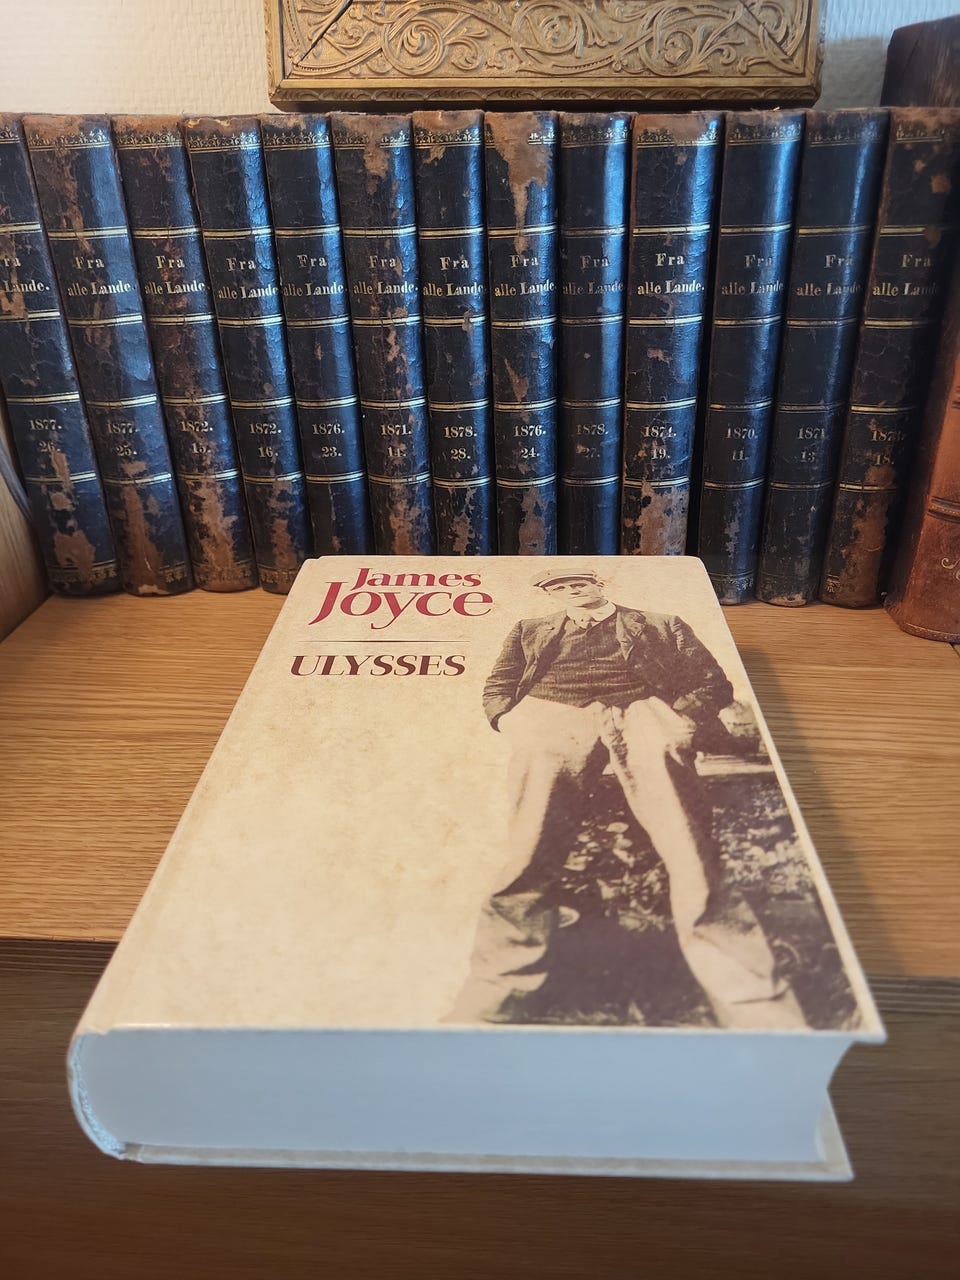 ra
Lande.
1877.
26.
Fra
alle Lande.
1877.
25.
Fra
alle Lande.
1872.
15.
Fra
alle Lande.
1872.
16.
Fra
alle Lande.
1876.
23.
Fra
alle Lande.
1871.
14.
Fra
alle Lande.
1878.
28.
Fra
alle Lande.
1876.
24.
Fra
alle Lande.
1878.
27.
Fra
alle Lande.
1874.
19.
Fra
alle Lande.
1870.
11.
Fra
alle Lande.
1871.
13.
Fra
alle Lande.
James
Joyce
ULYSSES